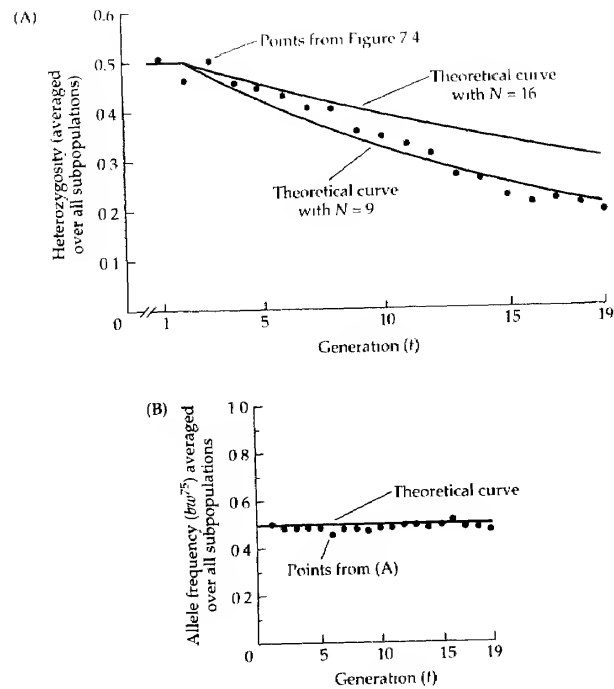 (A)
0.6
0.5
0.4
0.3
0.2
0 1
0
Heterozygosity (averaged
over all subpopulations)
Points from Figure 7 4
Theoretical curve
with N = 16
Theoretical curve
with N = 9
1
5
10
15
19
Generation (t)
(B)
1 0
0.8
0.6
0.4
0.2
0
Allele frequency (bw⁷⁵) averaged
over all subpopulations
Theoretical curve
Points from (A)
5
10
15
19
Generation (t)